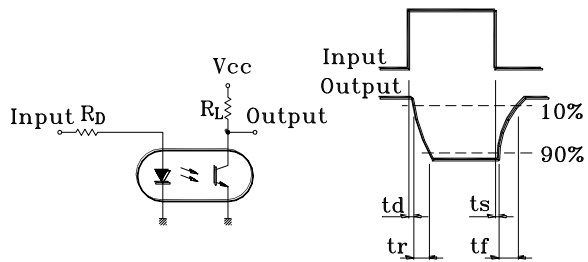 Vcc
RL
Input RD
Output
Input
Output
10%
90%
td
ts
tr
tf